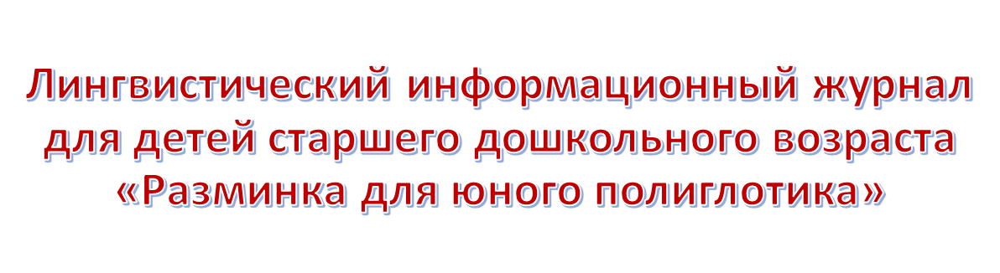 Лингвистический информационный журнал
для детей старшего дошкольного возраста
«Разминка для юного полиглотика»